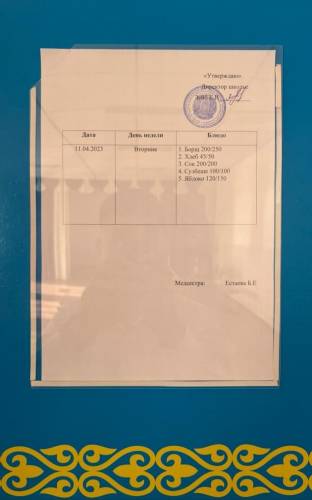 «Утверждаю»
Директор школы:
Дата День недели Блюдо
11.04.2023 Вторник 1. Борщ 200/250
2. Хлеб 45/50
3. Сок 200/200
4. Сузбеше 100/100
5. Яблоко 120/150
Медсестра: Естаева Б.Е